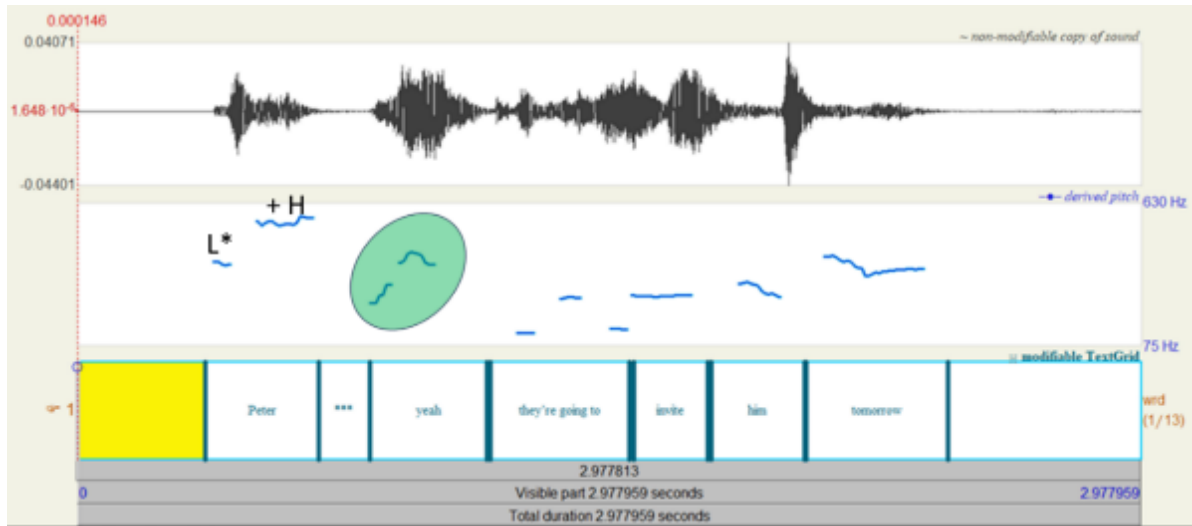 0.000146
0.04071
~ non-modifiable copy of sound
1.648·10⁻⁵
-0.04401
derived pitch
630 Hz
+ H
L*
75 Hz
modifiable TextGrid
1
Peter
***
yeah
they're going to
invite
him
tomorrow
wrd
(1/13)
2.977813
0
Visible part 2.977959 seconds
2.977959
Total duration 2.977959 seconds